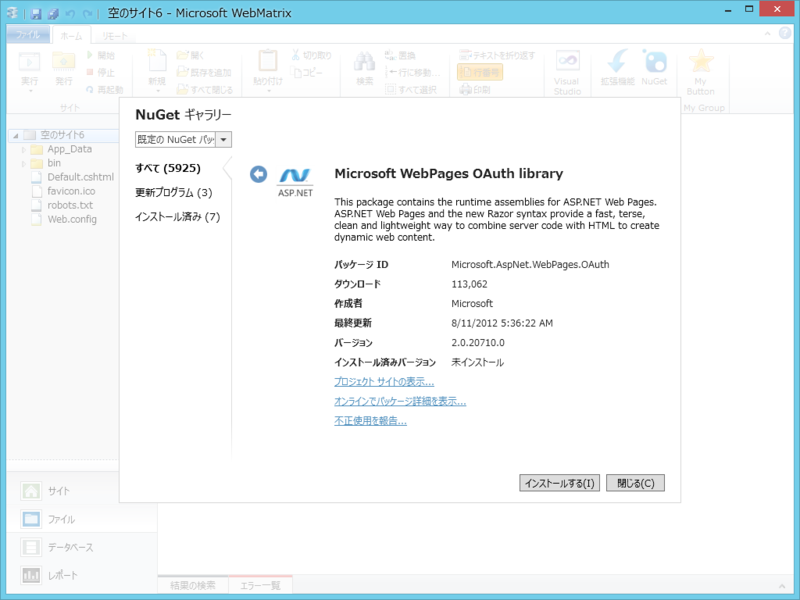 空のサイト6 - Microsoft WebMatrix
ファイル ホーム リモート
実行
発行
開始
停止
再起動
サイト
新規
開く
既存を追加
すべて閉じる
貼り付け
切り取り
コピー
検索
置換
行に移動...
すべて選択
テキストを折り返す
行番号
印刷
Visual Studio
拡張機能
NuGet
My Button
My Group
空のサイト6
App_Data
bin
Default.cshtml
favicon.ico
robots.txt
Web.config
NuGet ギャラリー
既定の NuGet パッ
すべて (5925)
更新プログラム (3)
インストール済み (7)
ASP.NET
Microsoft WebPages OAuth library
This package contains the runtime assemblies for ASP.NET Web Pages.
ASP.NET Web Pages and the new Razor syntax provide a fast, terse,
clean and lightweight way to combine server code with HTML to create
dynamic web content.
パッケージ ID Microsoft.AspNet.WebPages.OAuth
ダウンロード 113,062
作成者 Microsoft
最終更新 8/11/2012 5:36:22 AM
バージョン 2.0.20710.0
インストール済みバージョン 未インストール
プロジェクト サイトの表示...
オンラインでパッケージ詳細を表示...
不正使用を報告...
インストールする(I) 閉じる(C)
サイト
ファイル
データベース
レポート
結果の検索 エラー一覧